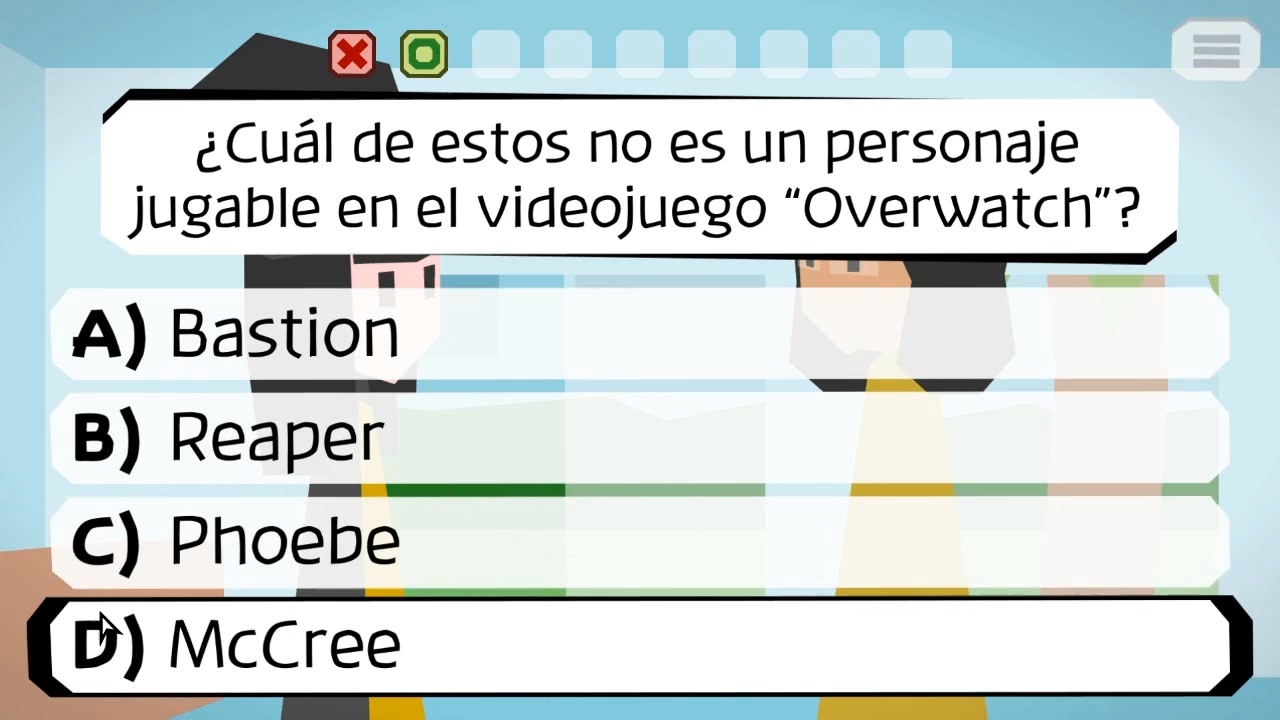 ¿Cuál de estos no es un personaje
jugable en el videojuego “Overwatch”?
A) Bastion
B) Reaper
C) Phoebe
D) McCree